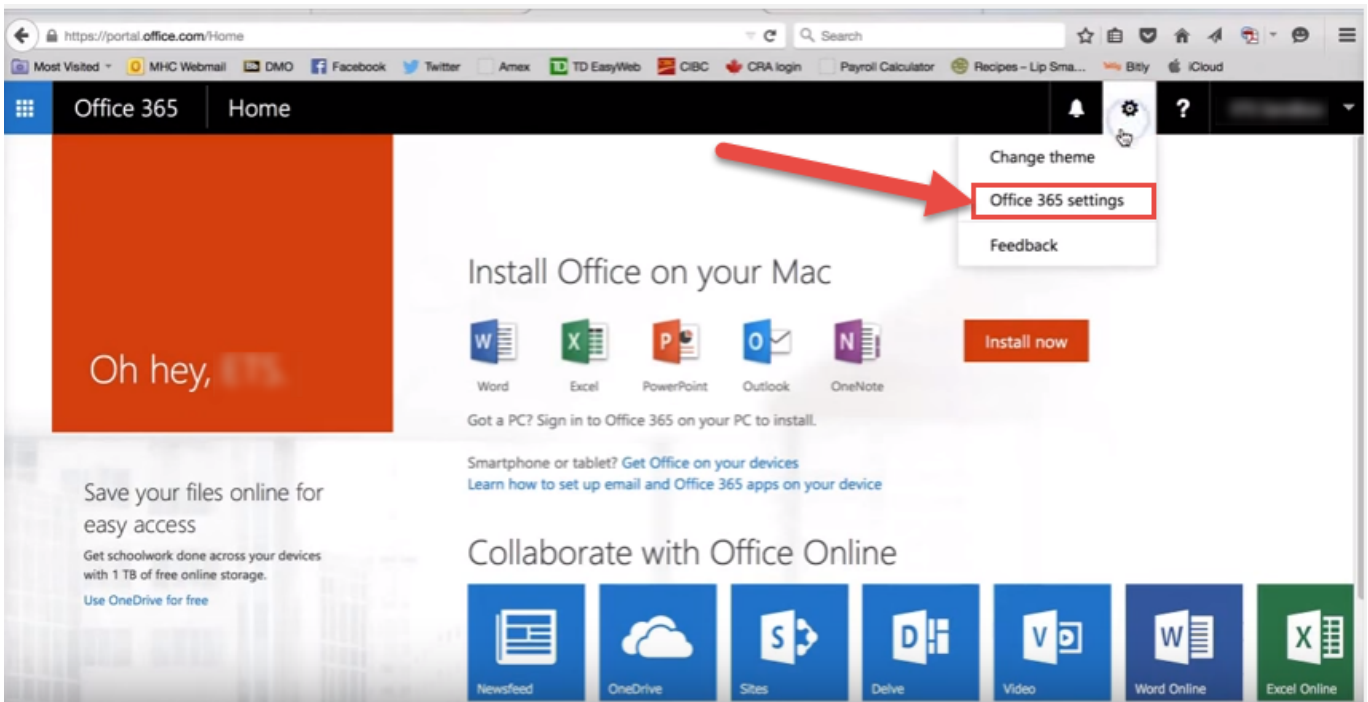 https://portal.office.com/Home
Search
Most Visited
MHC Webmail
DMO
Facebook
Twitter
Amex
TD EasyWeb
CIBC
CRA login
Payroll Calculator
Recipes – Lip Sma...
Bitly
iCloud
Office 365
Home
?
Change theme
Office 365 settings
Feedback
Oh hey,
Install Office on your Mac
Word
Excel
PowerPoint
Outlook
OneNote
Install now
Got a PC? Sign in to Office 365 on your PC to install.
Smartphone or tablet? Get Office on your devices
Learn how to set up email and Office 365 apps on your device
Save your files online for
easy access
Get schoolwork done across your devices
with 1 TB of free online storage.
Use OneDrive for free
Collaborate with Office Online
Newsfeed
OneDrive
Sites
Delve
Video
Word Online
Excel Online